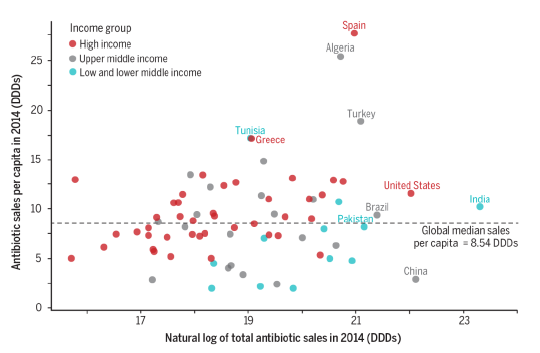 Income group
High income
Upper middle income
Low and lower middle income
Spain
Algeria
Turkey
Tunisia
Greece
United States
India
Brazil
Pakistan
Global median sales
per capita = 8.54 DDDs
China
Antibiotic sales per capita in 2014 (DDDs)
25
20
15
10
5
0
17
19
21
23
Natural log of total antibiotic sales in 2014 (DDDs)